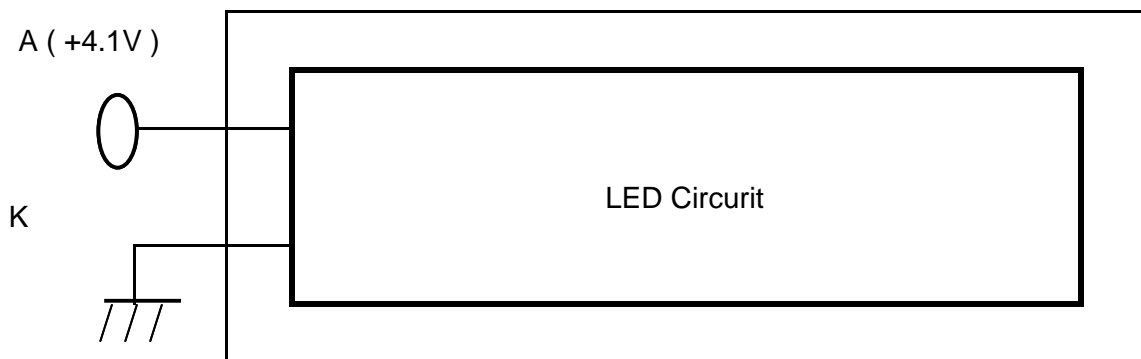 A ( +4.1V )
LED Circurit
K